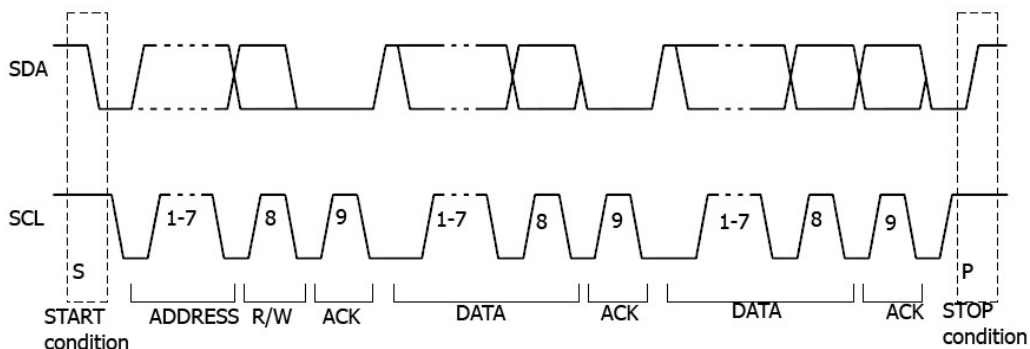 SDA
SCL
1-7
8
9
1-7
8
9
1-7
8
9
S
P
START
condition
ADDRESS
R/W
ACK
DATA
ACK
DATA
ACK
STOP
condition